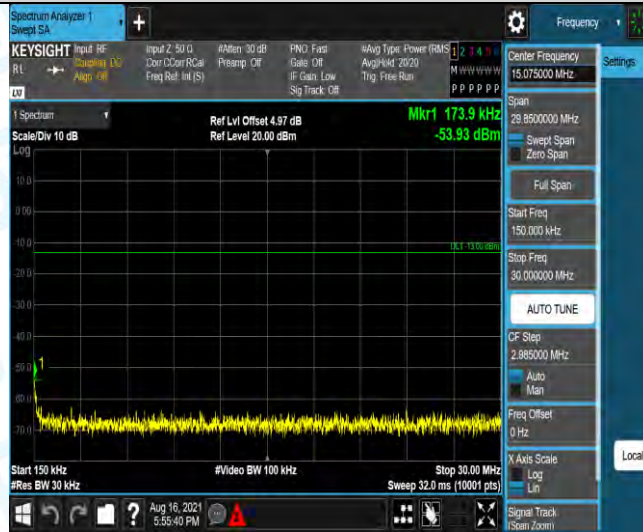 Spectrum Analyzer 1
Swept SA
+
Frequency
KEYSIGHT
RL
LXI
Input: RF
Coupling: DC
Align: Off
Input Z: 50 Ω
Corr CCorr RCal
Freq Ref: Int (S)
#Atten: 30 dB
Preamp: Off
PNO: Fast
Gate: Off
IF Gain: Low
Sig Track: Off
#Avg Type: Power (RMS
Avg|Hold: 20/20
Trig: Free Run
1 2 3 4 5 6
M W W W W W
P P P P P P
1 Spectrum
Scale/Div 10 dB
Log
Ref Lvl Offset 4.97 dB
Ref Level 20.00 dBm
Mkr1 173.9 kHz
-53.93 dBm
10.0
0.00
-10.0
-20.0
-30.0
-40.0
-50.0
-60.0
-70.0
DL1 -13.00 dBm
1
Start 150 kHz
#Res BW 30 kHz
#Video BW 100 kHz
Stop 30.00 MHz
Sweep 32.0 ms (10001 pts)
?
Aug 16, 2021
5:55:40 PM
Center Frequency
15.075000 MHz
Settings
Span
29.8500000 MHz
Swept Span
Zero Span
Full Span
Start Freq
150.000 kHz
Stop Freq
30.000000 MHz
AUTO TUNE
CF Step
2.985000 MHz
Auto
Man
Freq Offset
0 Hz
X Axis Scale
Log
Lin
Local
Signal Track
(Span Zoom)